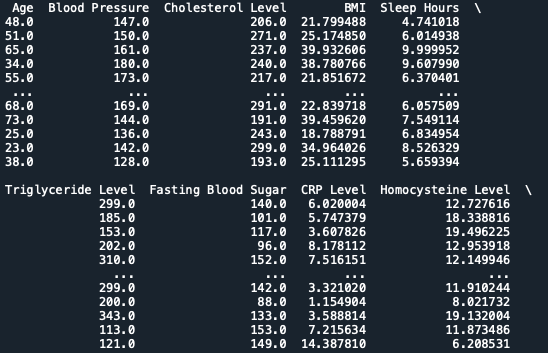 Age Blood Pressure Cholesterol Level BMI Sleep Hours \
48.0 147.0 206.0 21.799488 4.741018
51.0 150.0 271.0 25.174850 6.014938
65.0 161.0 237.0 39.932606 9.999952
34.0 180.0 240.0 38.780766 9.607990
55.0 173.0 217.0 21.851672 6.370401
... ... ... ... ...
68.0 169.0 291.0 22.839718 6.057509
73.0 144.0 191.0 39.459620 7.549114
25.0 136.0 243.0 18.788791 6.834954
23.0 142.0 299.0 34.964026 8.526329
38.0 128.0 193.0 25.111295 5.659394
Triglyceride Level Fasting Blood Sugar CRP Level Homocysteine Level \
299.0 140.0 6.020004 12.727616
185.0 101.0 5.747379 18.338816
153.0 117.0 3.607826 19.496225
202.0 96.0 8.178112 12.953918
310.0 152.0 7.516151 12.149946
... ... ... ...
299.0 142.0 3.321020 11.910244
200.0 88.0 1.154904 8.021732
343.0 133.0 3.588814 19.132004
113.0 153.0 7.215634 11.873486
121.0 149.0 14.387810 6.208531